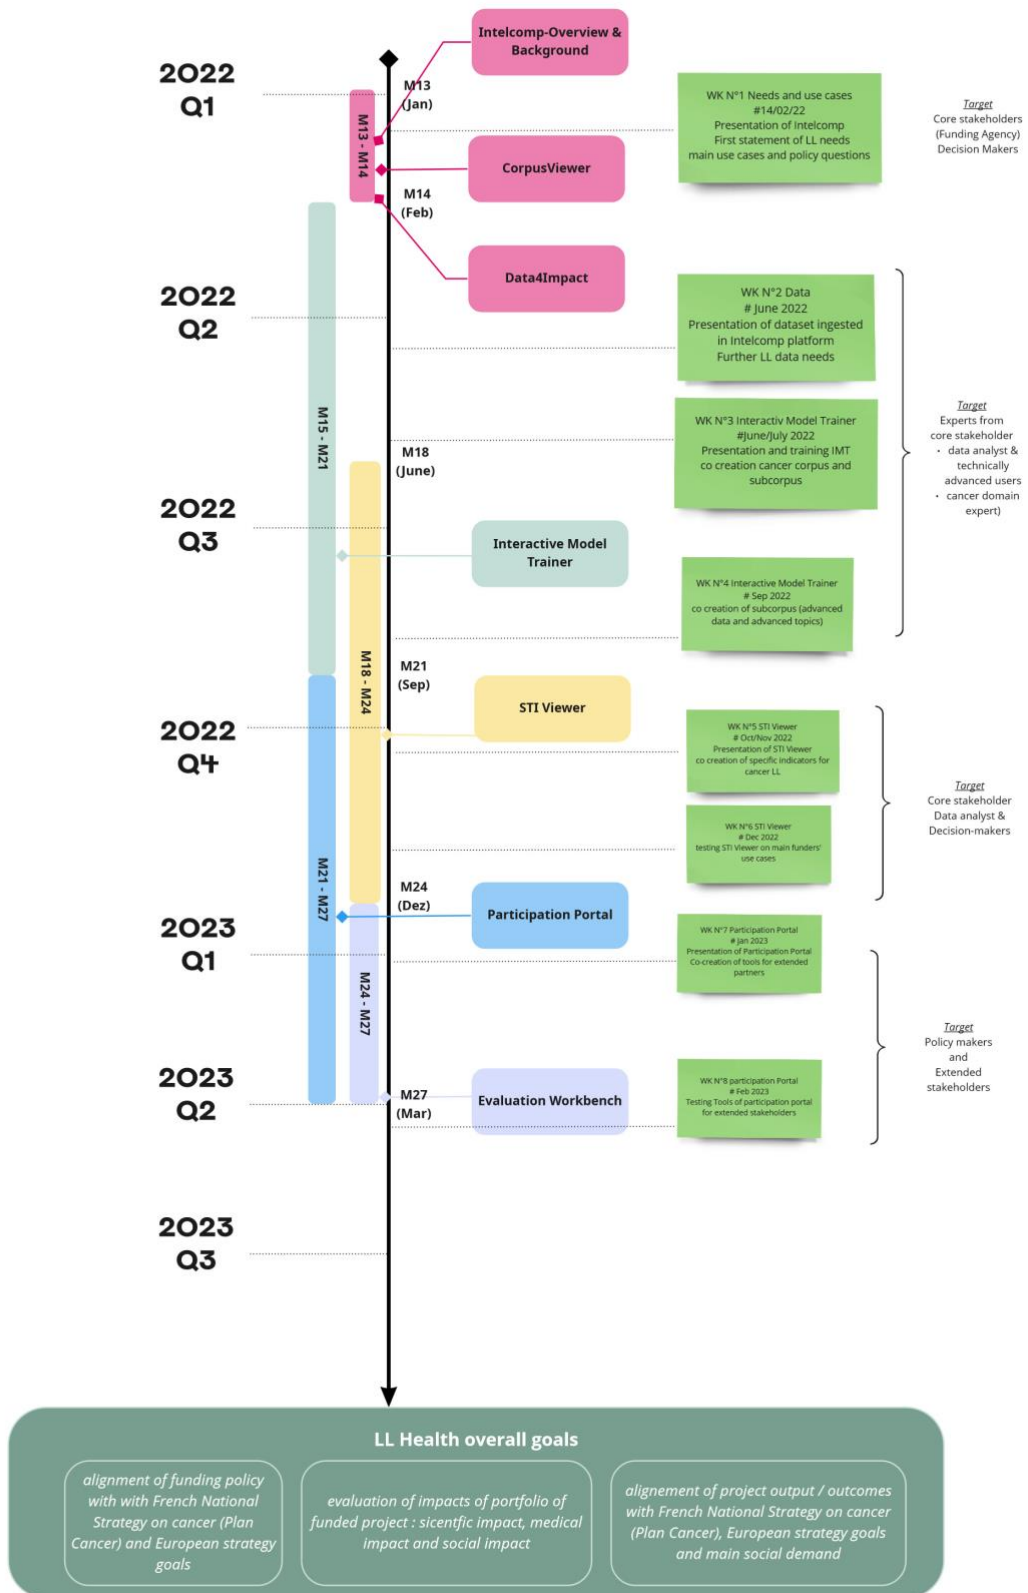 Intelcomp-Overview &
Background
2022
Q1
M13
(Jan)
M13 - M14
WK N°1 Needs and use cases
#14/02/22
Presentation of Intelcomp
First statement of LL needs
main use cases and policy questions
Target
Core stakeholders
(Funding Agency)
Decision Makers
CorpusViewer
M14
(Feb)
Data4Impact
2022
Q2
WK N°2 Data
# June 2022
Presentation of dataset ingested
in Intelcomp platform
Further LL data needs
M15 - M21
WK N°3 Interactiv Model Trainer
#June/July 2022
Presentation and training IMT
co creation cancer corpus and
subcorpus
Target
Experts from
core stakeholder
• data analyst &
technically
advanced users
• cancer domain
expert)
M18
(June)
2022
Q3
Interactive Model
Trainer
WK N°4 Interactive Model Trainer
# Sep 2022
co creation of subcorpus (advanced
data and advanced topics)
M18 - M24
M21
(Sep)
STI Viewer
2022
Q4
WK N°5 STI Viewer
# Oct/Nov 2022
Presentation of STI Viewer
co creation of specific indicators for
cancer LL
Target
Core stakeholder
Data analyst &
Decision-makers
WK N°6 STI Viewer
# Dec 2022
testing STI Viewer on main funders'
use cases
M21 - M27
M24
(Dez)
Participation Portal
2023
Q1
WK N°7 Participation Portal
# Jan 2023
Presentation of Participation Portal
Co-creation of tools for extended
partners
M24 - M27
Target
Policy makers
and
Extended
stakeholders
2023
Q2
M27
(Mar)
Evaluation Workbench
WK N°8 participation Portal
# Feb 2023
Testing Tools of participation portal
for extended stakeholders
2023
Q3
LL Health overall goals
alignment of funding policy
with with French National
Strategy on cancer (Plan
Cancer) and European strategy
goals
evaluation of impacts of portfolio of
funded project : sicentfic impact, medical
impact and social impact
alignement of project output / outcomes
with French National Strategy on cancer
(Plan Cancer), European strategy goals
and main social demand